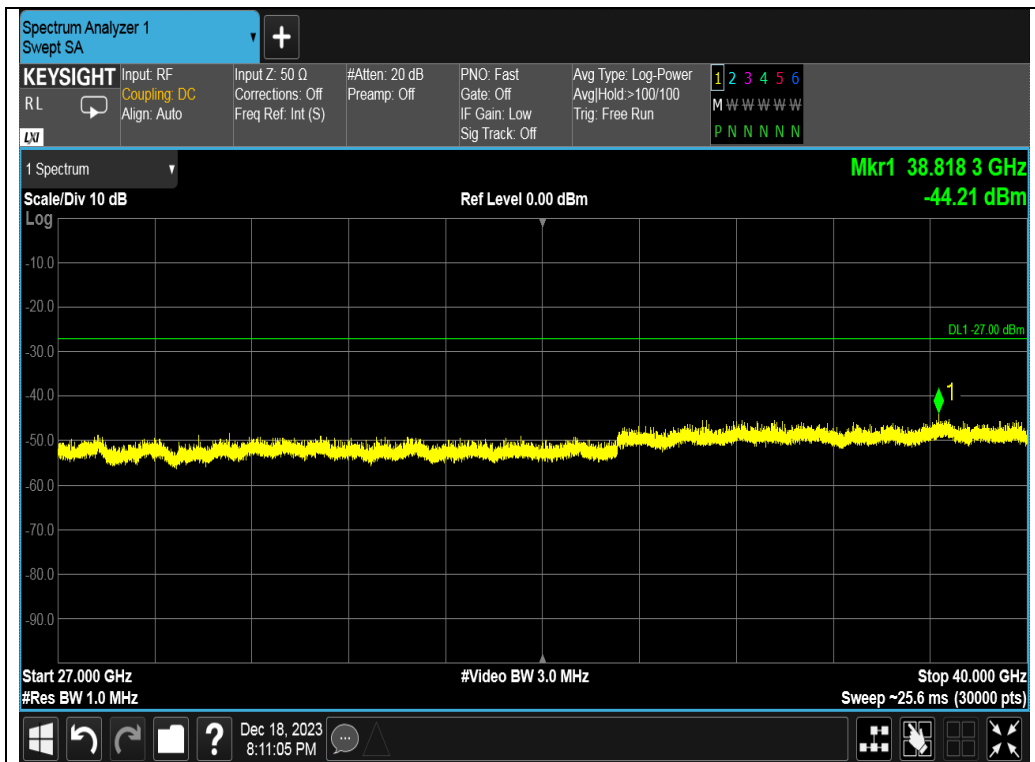 Spectrum Analyzer 1
Swept SA
+
KEYSIGHT
RL
LXI
Input: RF
Coupling: DC
Align: Auto
Input Z: 50 Ω
Corrections: Off
Freq Ref: Int (S)
#Atten: 20 dB
Preamp: Off
PNO: Fast
Gate: Off
IF Gain: Low
Sig Track: Off
Avg Type: Log-Power
Avg|Hold:>100/100
Trig: Free Run
1 2 3 4 5 6
M W W W W W
P N N N N N
1 Spectrum
Mkr1 38.818 3 GHz
-44.21 dBm
Scale/Div 10 dB
Ref Level 0.00 dBm
Log
-10.0
-20.0
DL1 -27.00 dBm
-30.0
-40.0
1
-50.0
-60.0
-70.0
-80.0
-90.0
Start 27.000 GHz
#Video BW 3.0 MHz
Stop 40.000 GHz
#Res BW 1.0 MHz
Sweep ~25.6 ms (30000 pts)
?
Dec 18, 2023
8:11:05 PM